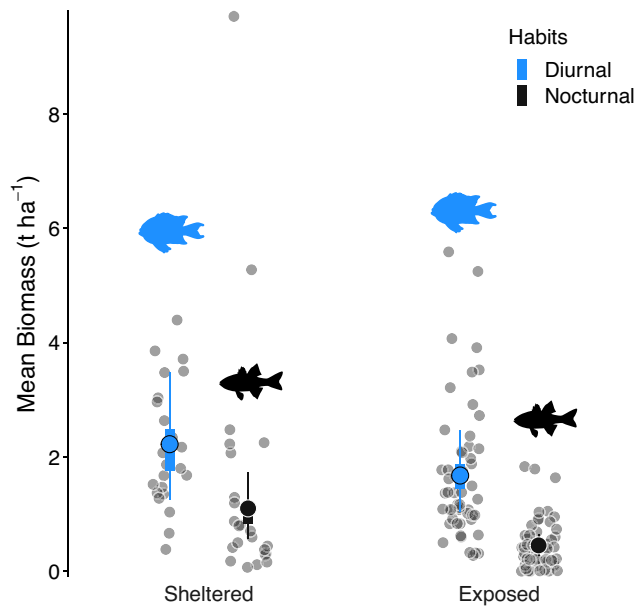 Habits
Diurnal
Nocturnal
Mean Biomass (t ha⁻¹)
8
6
4
2
0
Sheltered
Exposed